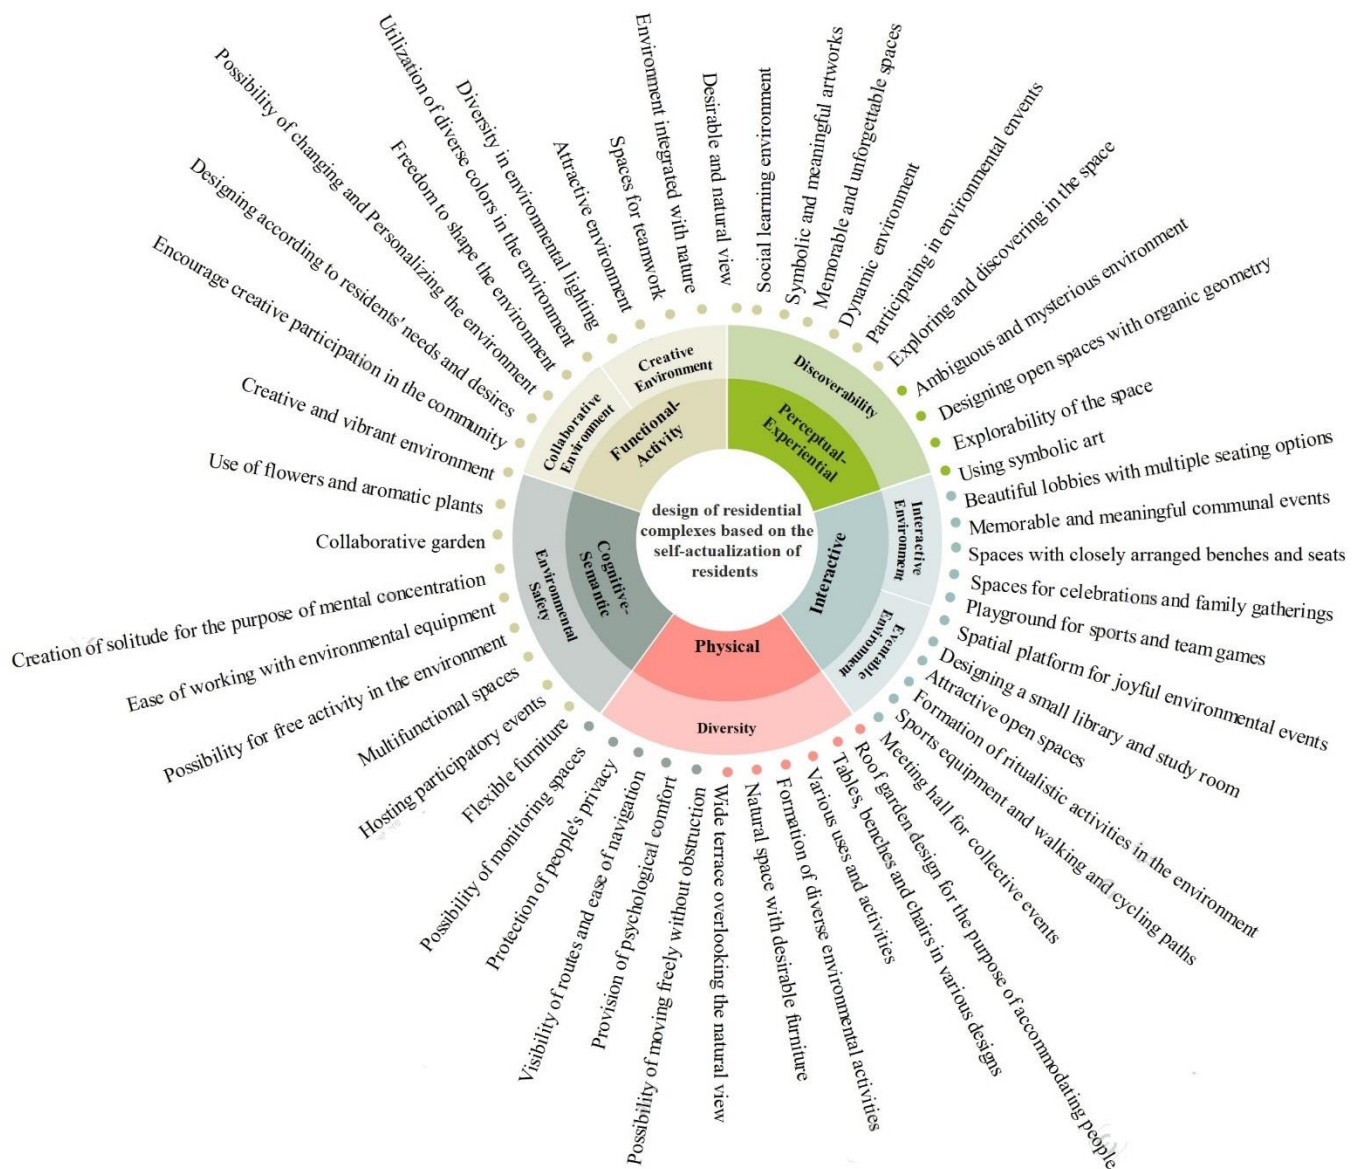 design of residential
complexes based on the
self-actualization of
residents
Perceptual-
Experiential
Discoverability
Interactive
Interactive
Environment
Eventable
Environment
Physical
Diversity
Cognitive-
Semantic
Environmental
Safety
Functional-
Activity
Collaborative
Environment
Creative
Environment
Desirable and natural view
Social learning environment
Symbolic and meaningful artworks
Memorable and unforgettable spaces
Dynamic environment
Participating in environmental envents
Exploring and discovering in the space
Ambiguous and mysterious environment
Designing open spaces with organic geometry
Explorability of the space
Using symbolic art
Beautiful lobbies with multiple seating options
Memorable and meaningful communal events
Spaces with closely arranged benches and seats
Spaces for celebrations and family gatherings
Playground for sports and team games
Spatial platform for joyful environmental events
Designing a small library and study room
Attractive open spaces
Formation of ritualistic activities in the environment
Sports equipment and walking and cycling paths
Meeting hall for collective events
Roof garden design for the purpose of accommodating people
Tables, benches and chairs in various designs
Various uses and activities
Formation of diverse environmental activities
Natural space with desirable furniture
Wide terrace overlooking the natural view
Possibility of moving freely without obstruction
Provision of psychological comfort
Visibility of routes and ease of navigation
Protection of people's privacy
Possibility of monitoring spaces
Flexible furniture
Hosting participatory events
Multifunctional spaces
Possibility for free activity in the environment
Ease of working with environmental equipment
Creation of solitude for the purpose of mental concentration
Collaborative garden
Use of flowers and aromatic plants
Creative and vibrant environment
Encourage creative participation in the community
Designing according to residents' needs and desires
Possibility of changing and Personalizing the environment
Freedom to shape the environment
Utilization of diverse colors in the environment
Diversity in environmental lighting
Attractive environment
Spaces for teamwork
Environment integrated with nature